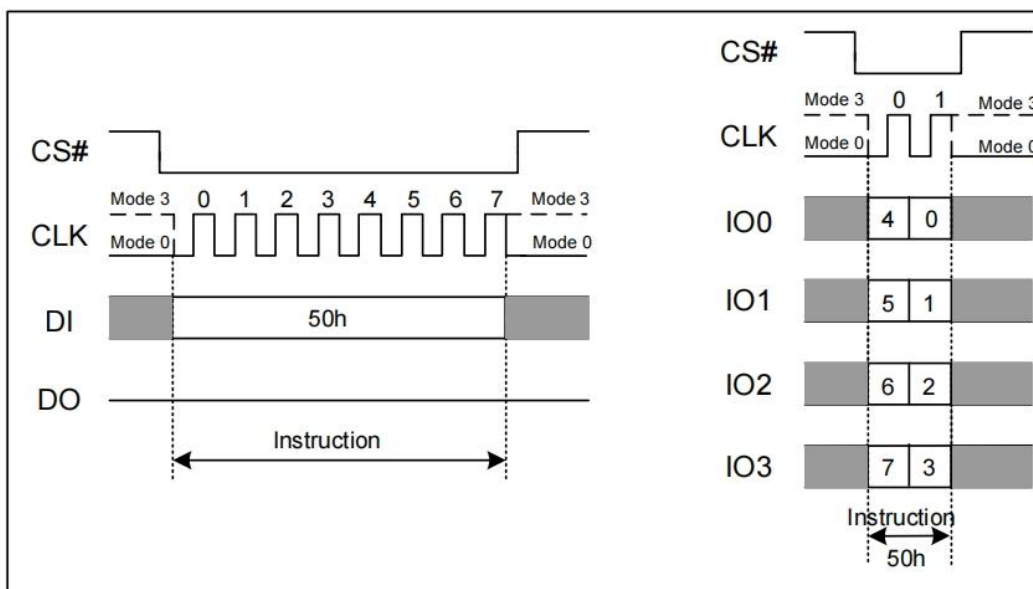 CS#
Mode 3 0 1 2 3 4 5 6 7 Mode 3
CLK
Mode 0 Mode 0
DI 50h
DO
Instruction
CS#
Mode 3 0 1 Mode 3
CLK
Mode 0 Mode 0
IO0 4 0
IO1 5 1
IO2 6 2
IO3 7 3
Instruction
50h